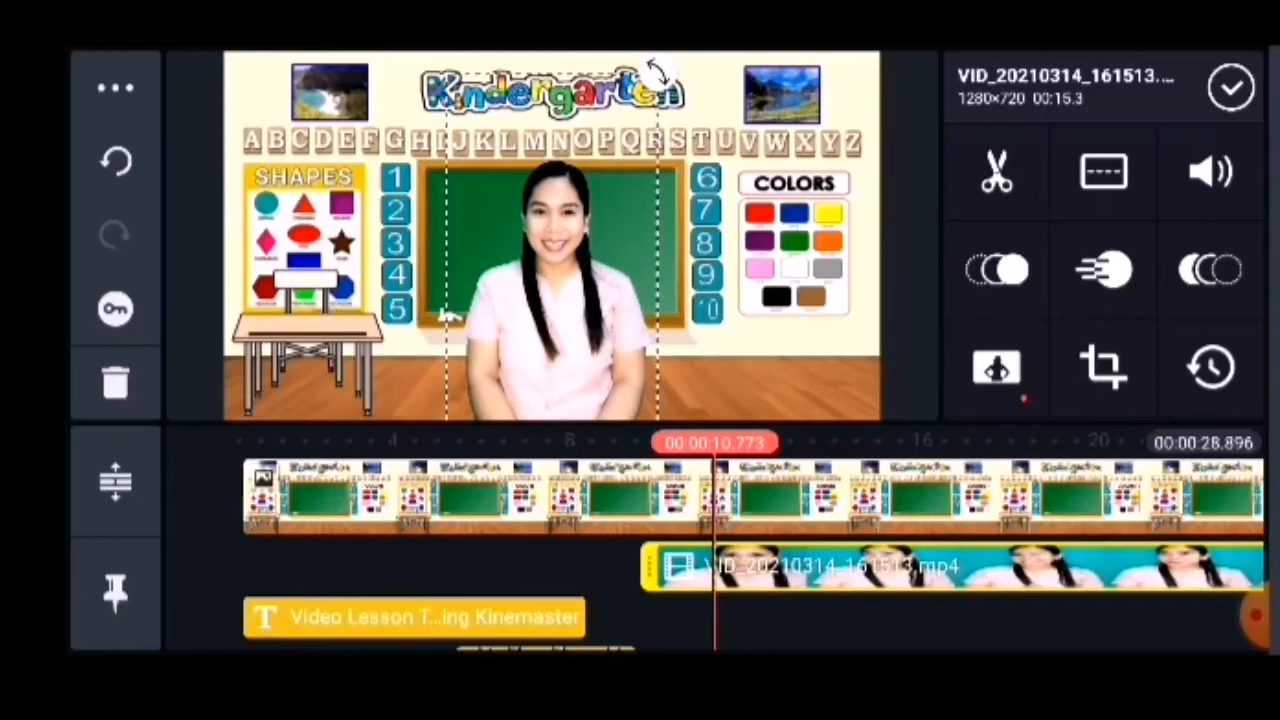 VID_20210314_161513....
1280×720 00:15.3
Kindergarten
A B C D E F G H I J K L M N O P Q R S T U V W X Y Z
SHAPES
1
2
3
4
5
6
7
8
9
10
COLORS
4
8
00:00:10.773
16
20
00:00:28.896
VID_20210314_161513.mp4
T Video Lesson T...ing Kinemaster